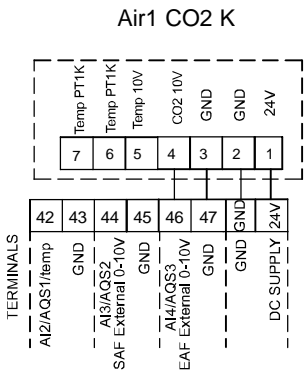 Air1 CO2 K
Temp PT1K
Temp PT1K
Temp 10V
CO2 10V
GND
GND
24V
7 6 5 4 3 2 1
42 43 44 45 46 47 GND 24V
TERMINALS
AI2/AQS1/temp
GND
AI3/AQS2
SAF External 0-10V
GND
AI4/AQS3
EAF External 0-10V
GND
GND
DC SUPPLY